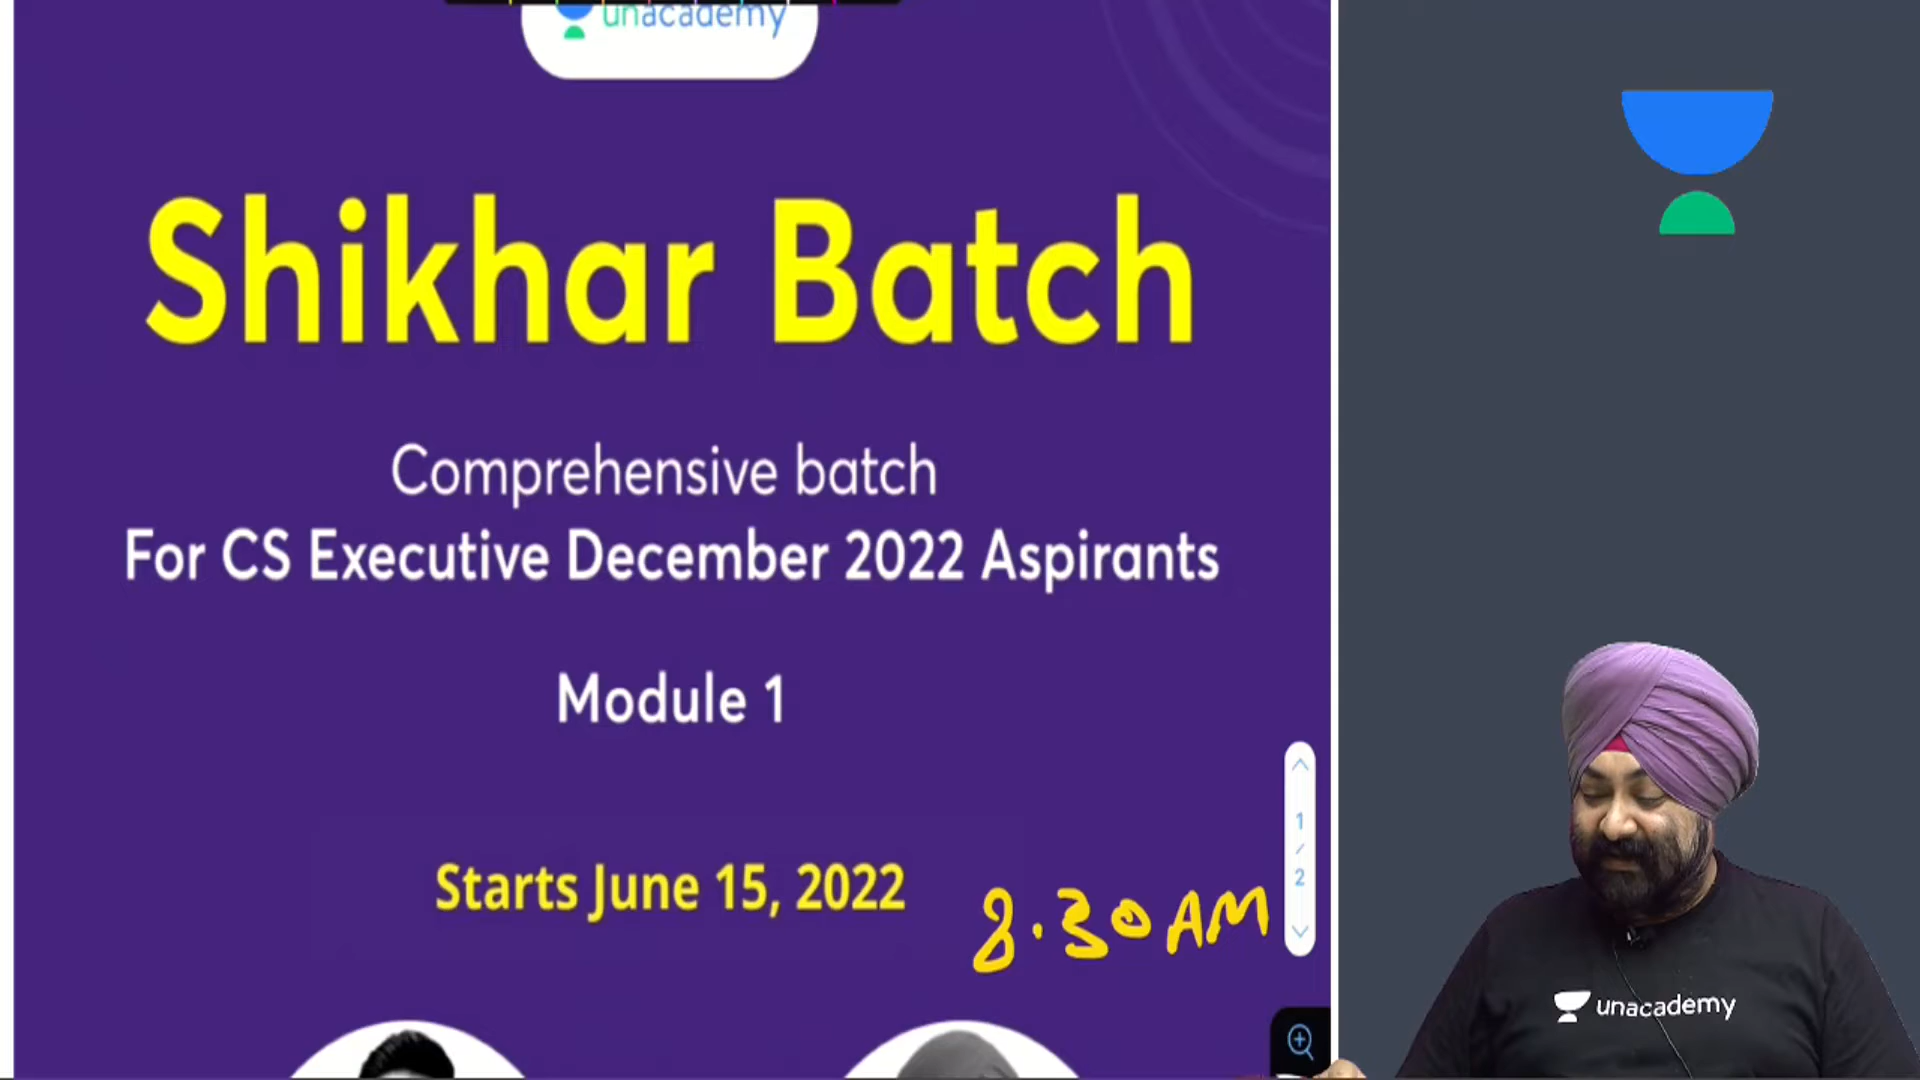 unacademy
Shikhar Batch
Comprehensive batch
For CS Executive December 2022 Aspirants
Module 1
Starts June 15, 2022
8.30 AM
1
/
2
unacademy